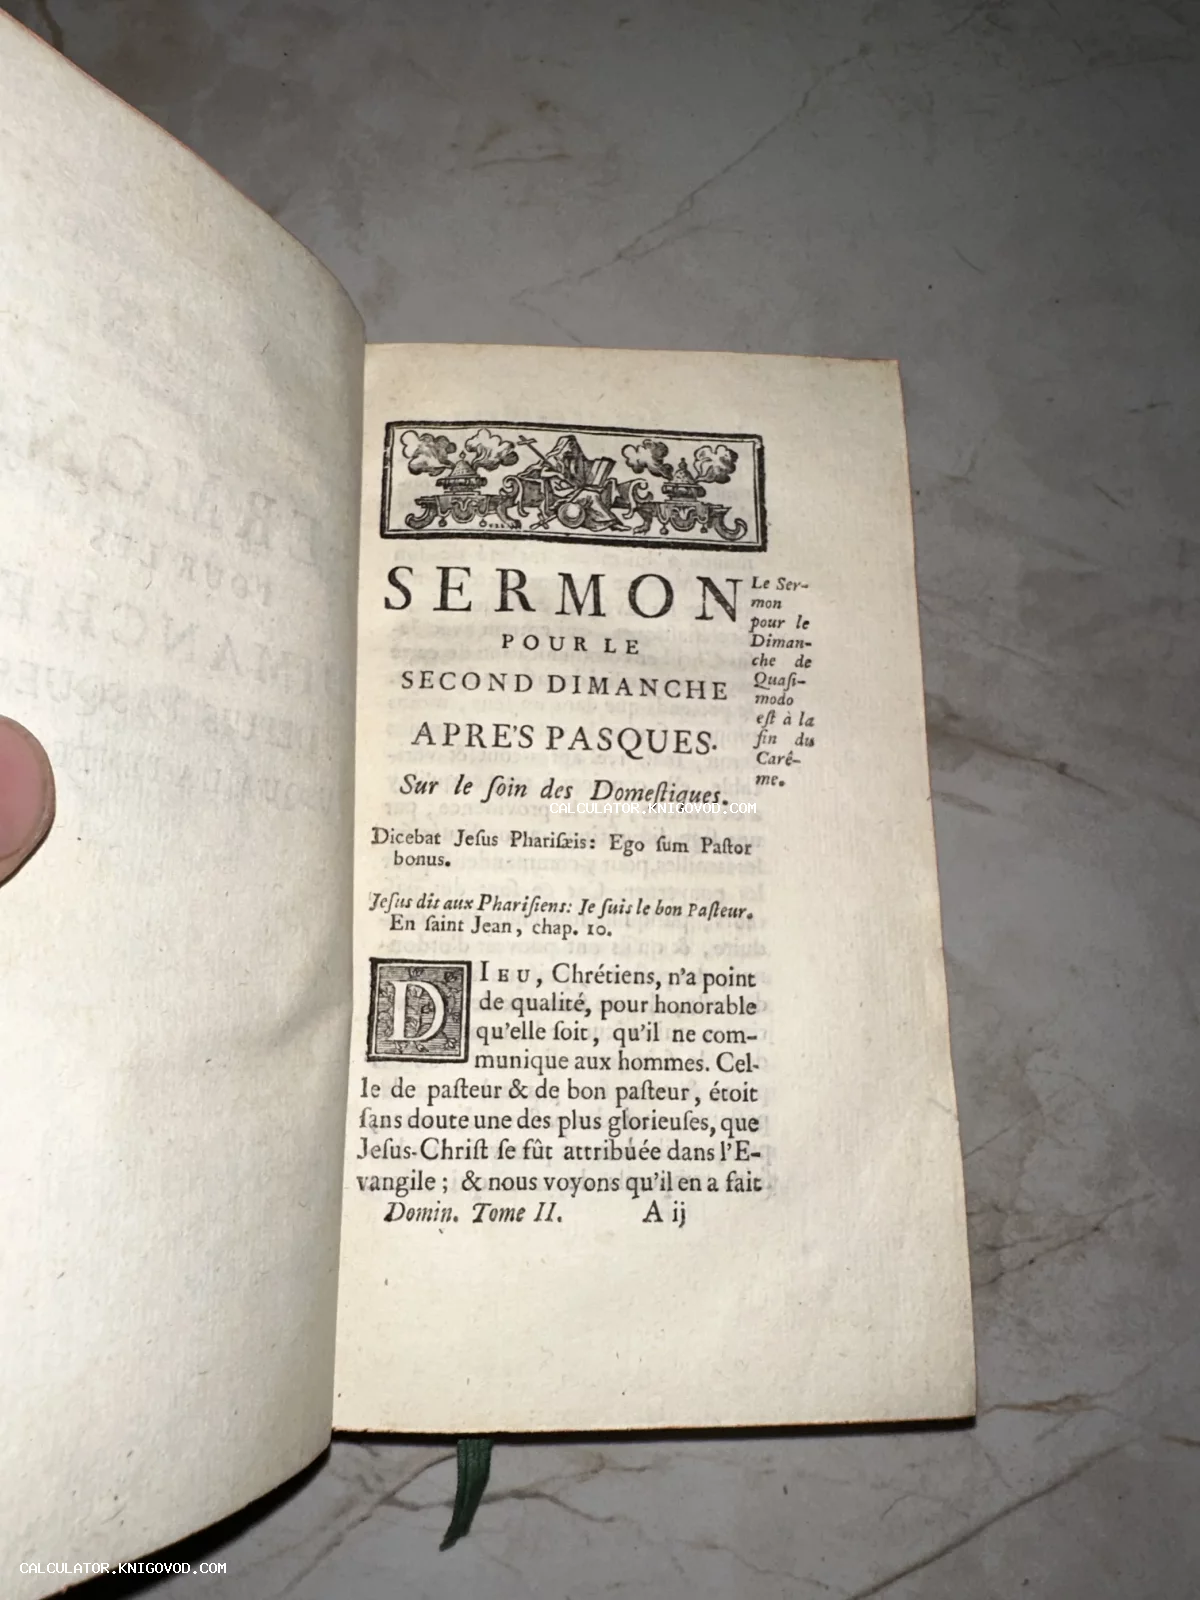 SERMON
POUR LE
SECOND DIMANCHE
APRE'S PASQUES.
Sur le ſoin des Domeſtiques.
Le Ser-
mon
pour le
Diman-
che de
Quaſi-
modo
eſt à la
fin du
Carê-
me.
Dicebat Jeſus Phariſæis: Ego ſum Paſtor
bonus.
Jeſus dit aux Phariſiens: Je ſuis le bon Paſteur.
En ſaint Jean, chap. 10.
DIEU, Chrétiens, n'a point
de qualité, pour honorable
qu'elle ſoit, qu'il ne com-
munique aux hommes. Cel-
le de paſteur & de bon paſteur, étoit
ſans doute une des plus glorieuſes, que
Jeſus-Chriſt ſe fût attribuée dans l'E-
vangile; & nous voyons qu'il en a fait
Domin. Tome II. A ij
CALCULATOR.KNIGOVOD.COM
CALCULATOR.KNIGOVOD.COM